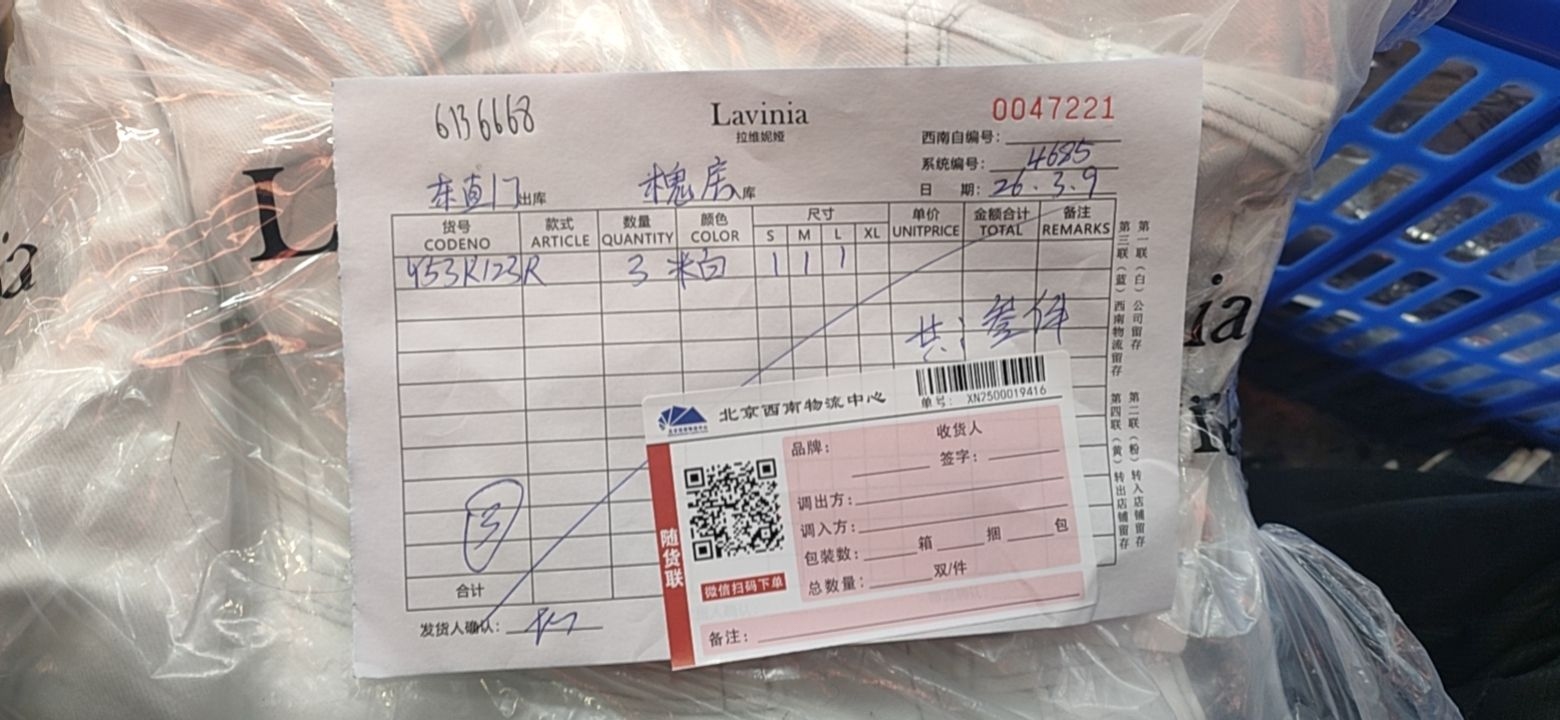 6136668
Lavinia
拉维妮娅
0047221
西南自编号:
系统编号: 4685
日 期: 26.3.9
东直门出库 槐房库
货号 款式 数量 颜色 尺寸 单价 金额合计 备注
CODENO ARTICLE QUANTITY COLOR S M L XL UNITPRICE TOTAL REMARKS
Y53R123R 3 米白 1 1 1
共: 叁件
3
合计
发货人确认:
第一联(白)公司留存
第二联(粉)转入店铺留存
第三联(蓝)西南物流留存
第四联(黄)转出店铺留存
北京西南物流中心
单号: XN2500019416
随货联
微信扫码下单
品牌:
收货人
签字:
调出方:
调入方:
包装数: 箱 捆 包
总数量: 双/件
备注:
L
ia
ia